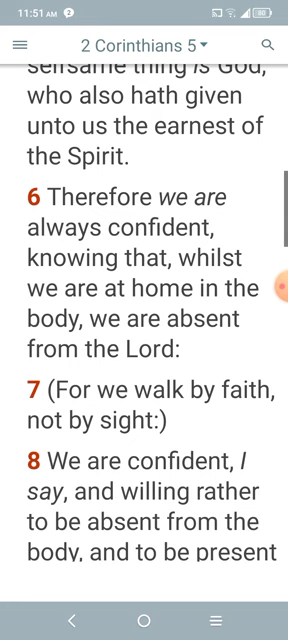 11:51 AM 2
80
2 Corinthians 5
selfsame thing is God,
who also hath given
unto us the earnest of
the Spirit.
6 Therefore we are
always confident,
knowing that, whilst
we are at home in the
body, we are absent
from the Lord:
7 (For we walk by faith,
not by sight:)
8 We are confident, I
say, and willing rather
to be absent from the
body, and to be present